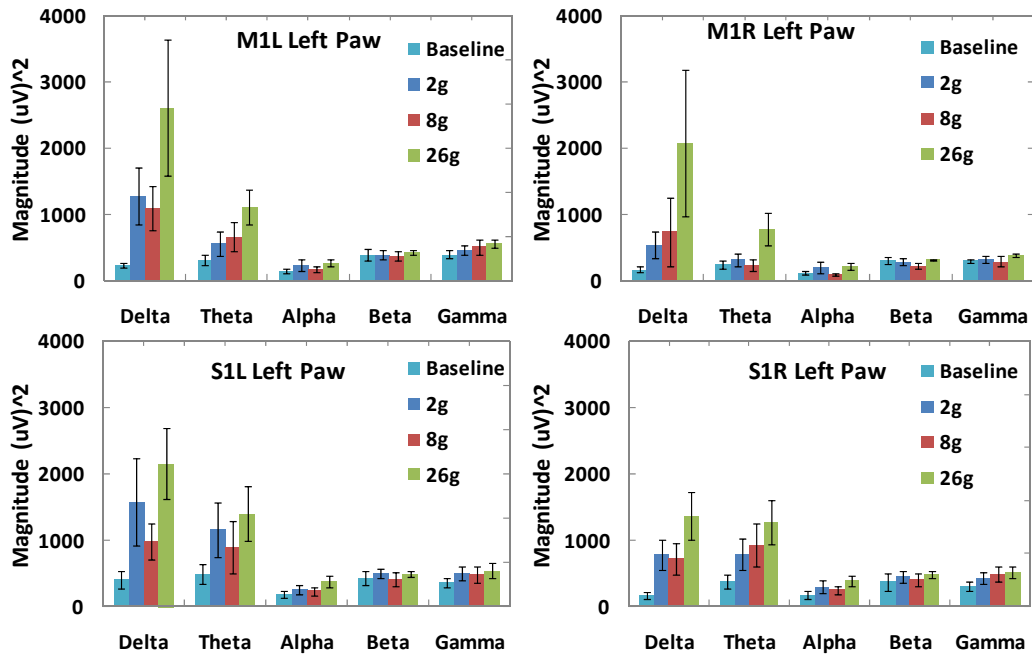 M1L Left Paw
Magnitude (uV)^2
4000
3000
2000
1000
0
Baseline
2g
8g
26g
Delta Theta Alpha Beta Gamma
M1R Left Paw
Magnitude (uV)^2
4000
3000
2000
1000
0
Baseline
2g
8g
26g
Delta Theta Alpha Beta Gamma
S1L Left Paw
Magnitude (uV)^2
4000
3000
2000
1000
0
Baseline
2g
8g
26g
Delta Theta Alpha Beta Gamma
S1R Left Paw
Magnitude (uV)^2
4000
3000
2000
1000
0
Baseline
2g
8g
26g
Delta Theta Alpha Beta Gamma